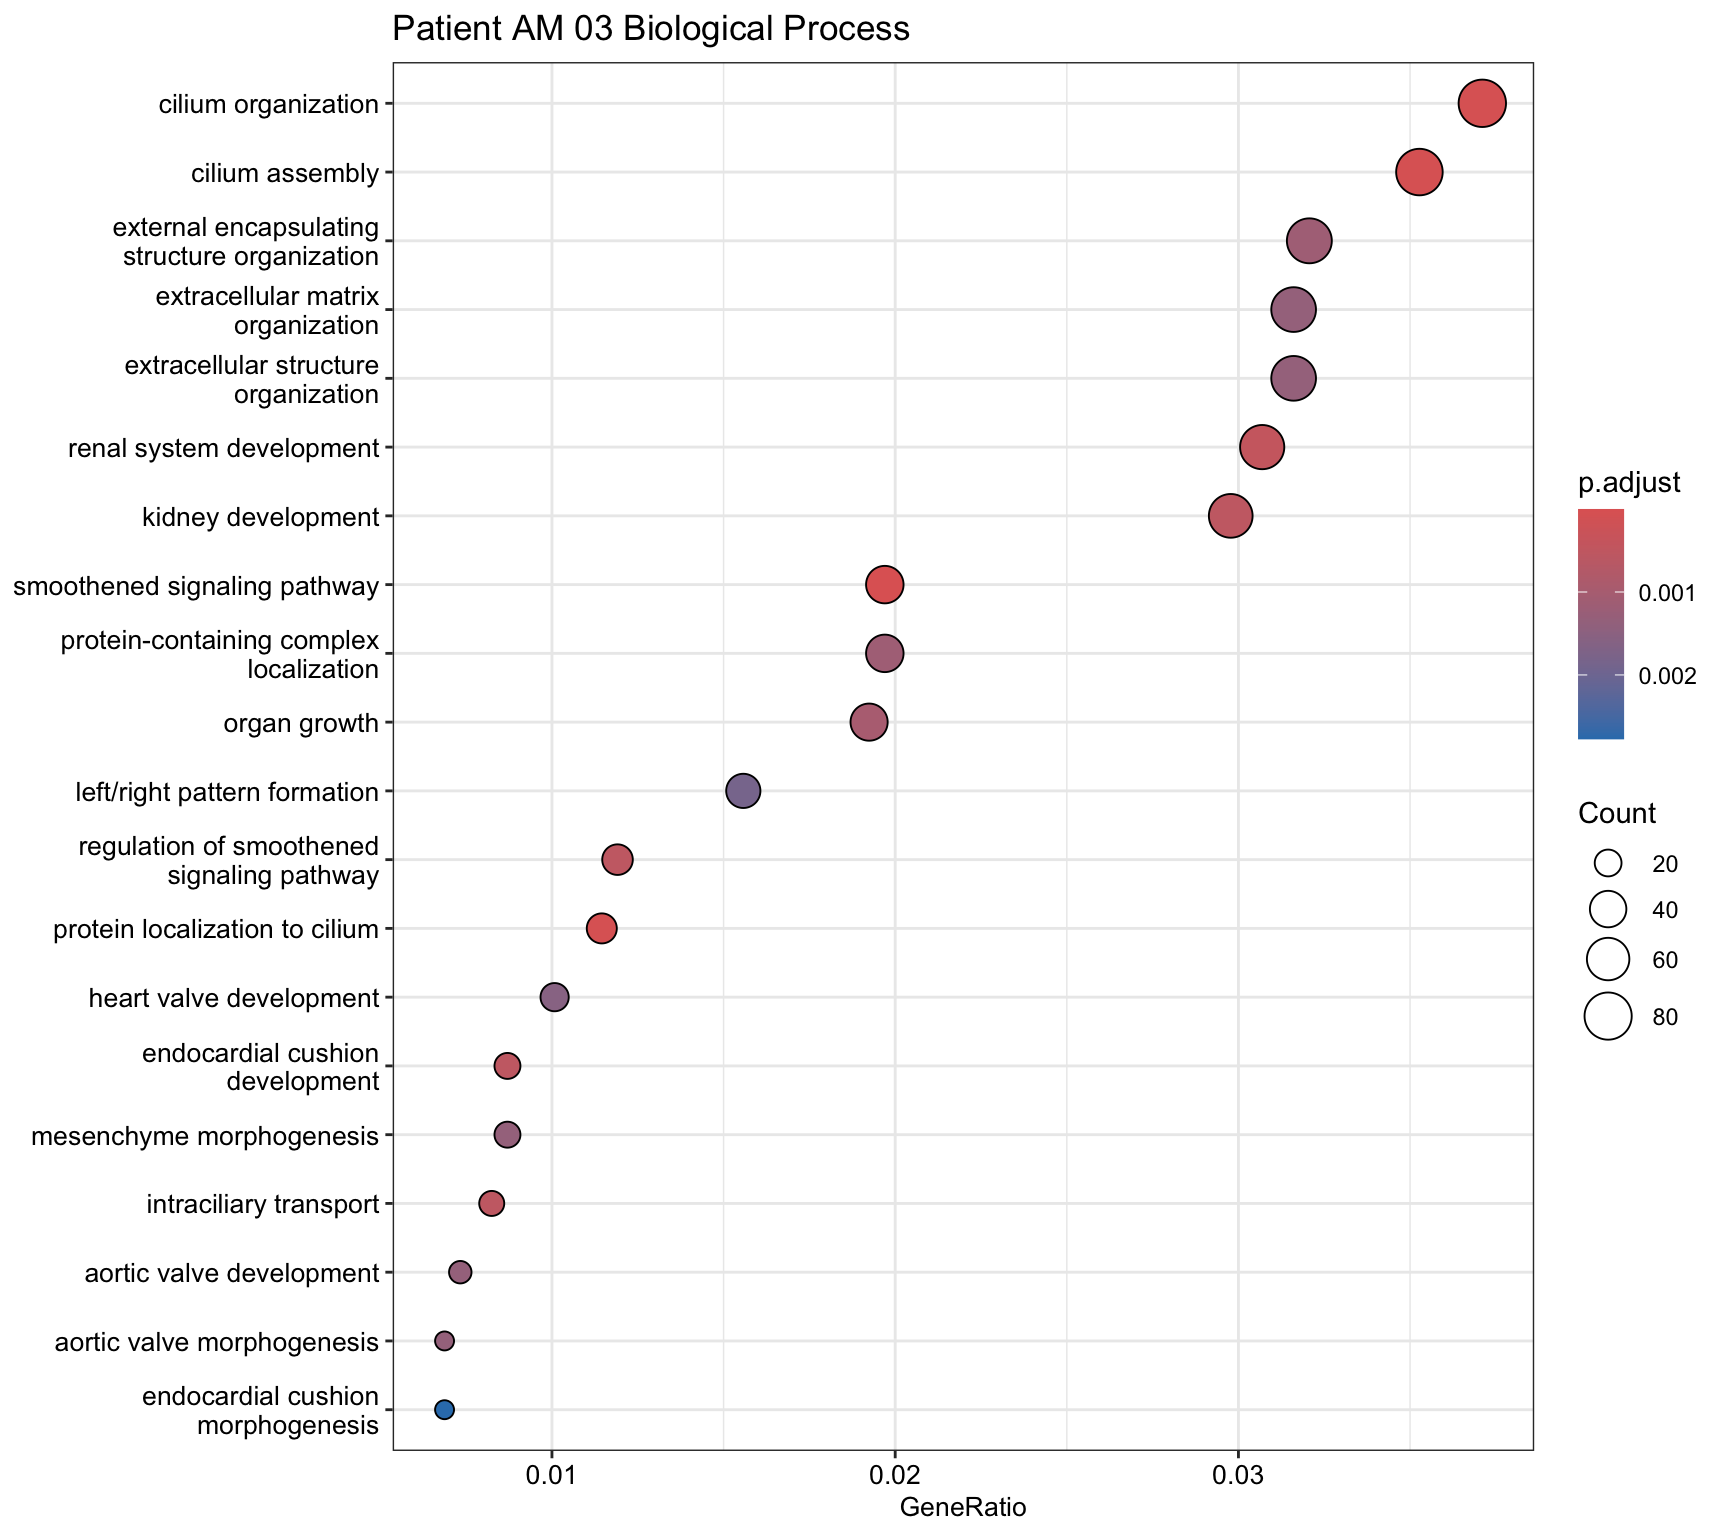 Patient AM 03 Biological Process
cilium organization
cilium assembly
external encapsulating
structure organization
extracellular matrix
organization
extracellular structure
organization
renal system development
kidney development
smoothened signaling pathway
protein-containing complex
localization
organ growth
left/right pattern formation
regulation of smoothened
signaling pathway
protein localization to cilium
heart valve development
endocardial cushion
development
mesenchyme morphogenesis
intraciliary transport
aortic valve development
aortic valve morphogenesis
endocardial cushion
morphogenesis
0.01
0.02
0.03
GeneRatio
p.adjust
0.001
0.002
Count
20
40
60
80